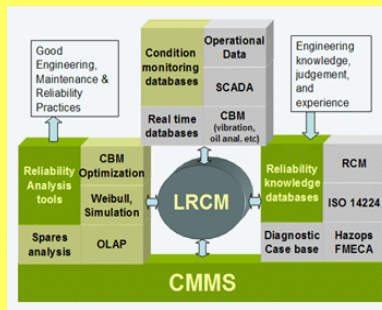 Good
Engineering,
Maintenance &
Reliability
Practices
Condition
monitoring
databases
Operational
Data
SCADA
Real time
databases
CBM
(vibration,
oil anal. etc)
Engineering
knowledge,
judgement,
and
experience
Reliability
Analysis
tools
CBM
Optimization
Weibull,
Simulation
Spares
analysis
OLAP
LRCM
Reliability
knowledge
databases
RCM
ISO 14224
Diagnostic
Case base
Hazops
FMECA
CMMS